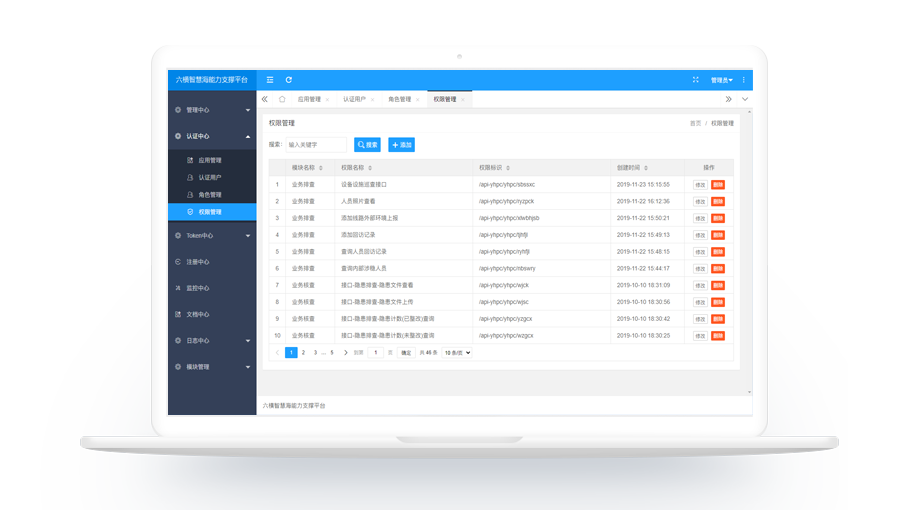 六横智慧海能力支撑平台
管理员
管理中心
认证中心
应用管理
认证用户
角色管理
权限管理
Token中心
注册中心
监控中心
文档中心
日志中心
模块管理
应用管理 × 认证用户 × 角色管理 × 权限管理 ×
权限管理 首页 / 权限管理
搜索: 输入关键字 搜索 添加
模块名称 权限名称 权限标识 创建时间 操作
1 业务排查 设备设施巡查接口 /api-yhpc/yhpc/sbssxc 2019-11-23 15:15:55 修改 删除
2 业务排查 人员照片查看 /api-yhpc/yhpc/ryzpck 2019-11-22 16:12:36 修改 删除
3 业务排查 添加线路外部环境上报 /api-yhpc/yhpc/xlwbhjsb 2019-11-22 15:50:21 修改 删除
4 业务排查 添加回访记录 /api-yhpc/yhpc/tjhfjl 2019-11-22 15:49:13 修改 删除
5 业务排查 查询人员回访记录 /api-yhpc/yhpc/ryhfjl 2019-11-22 15:48:15 修改 删除
6 业务排查 查询内部涉稳人员 /api-yhpc/yhpc/nbswry 2019-11-22 15:44:17 修改 删除
7 业务核查 接口-隐患排查-隐患文件查看 /api-yhpc/yhpc/wjck 2019-10-10 18:31:09 修改 删除
8 业务核查 接口-隐患排查-隐患文件上传 /api-yhpc/yhpc/wjsc 2019-10-10 18:30:56 修改 删除
9 业务核查 接口-隐患排查-隐患计数(已整改)查询 /api-yhpc/yhpc/yzgcx 2019-10-10 18:30:42 修改 删除
10 业务核查 接口-隐患排查-隐患计数(未整改)查询 /api-yhpc/yhpc/wzgcx 2019-10-10 18:30:25 修改 删除
1 2 3 ... 5 到第 1 页 确定 共 46 条 10 条/页
六横智慧海能力支撑平台